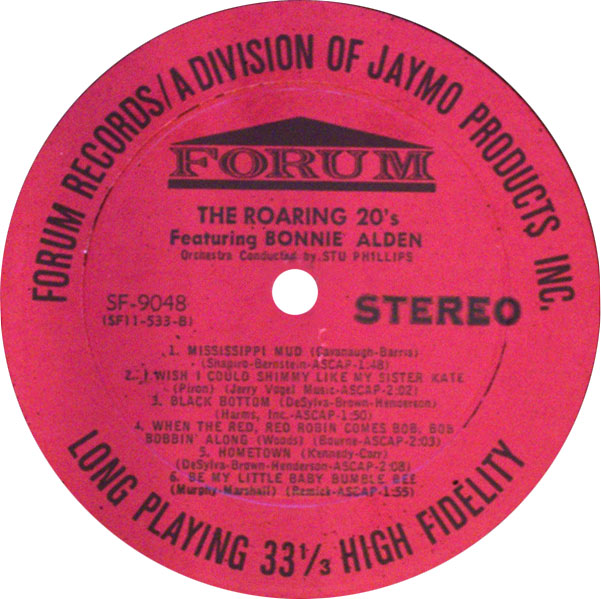 FORUM RECORDS/A DIVISION OF JAYMO PRODUCTS INC.
FORUM
THE ROARING 20's
Featuring BONNIE ALDEN
Orchestra Conducted by STU PHILLIPS
SF-9048
(SF11-533-B)
STEREO
1. MISSISSIPPI MUD (Cavanaugh-Barris)
(Shapiro-Bernstein-ASCAP-1:48)
2. I WISH I COULD SHIMMY LIKE MY SISTER KATE
(Piron) (Jerry Vogel Music-ASCAP-2:02)
3. BLACK BOTTOM (DeSylva-Brown-Henderson)
(Harms, Inc.-ASCAP-1:50)
4. WHEN THE RED, RED ROBIN COMES BOB, BOB
BOBBIN' ALONG (Woods) (Bourne-ASCAP-2:03)
5. HOMETOWN (Kennedy-Carr)
(DeSylva-Brown-Henderson-ASCAP-2:08)
6. BE MY LITTLE BABY BUMBLE BEE
(Murphy-Marshall) (Remick-ASCAP-1:55)
LONG PLAYING 33 1/3 HIGH FIDELITY